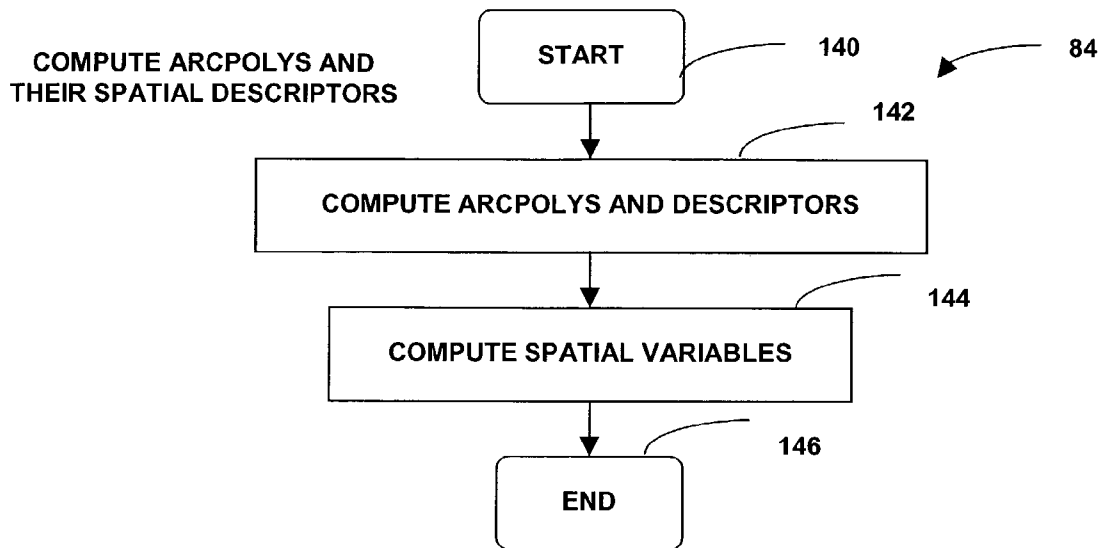 START
140
84
COMPUTE ARCPOLYS AND
THEIR SPATIAL DESCRIPTORS
142
COMPUTE ARCPOLYS AND DESCRIPTORS
144
COMPUTE SPATIAL VARIABLES
146
END